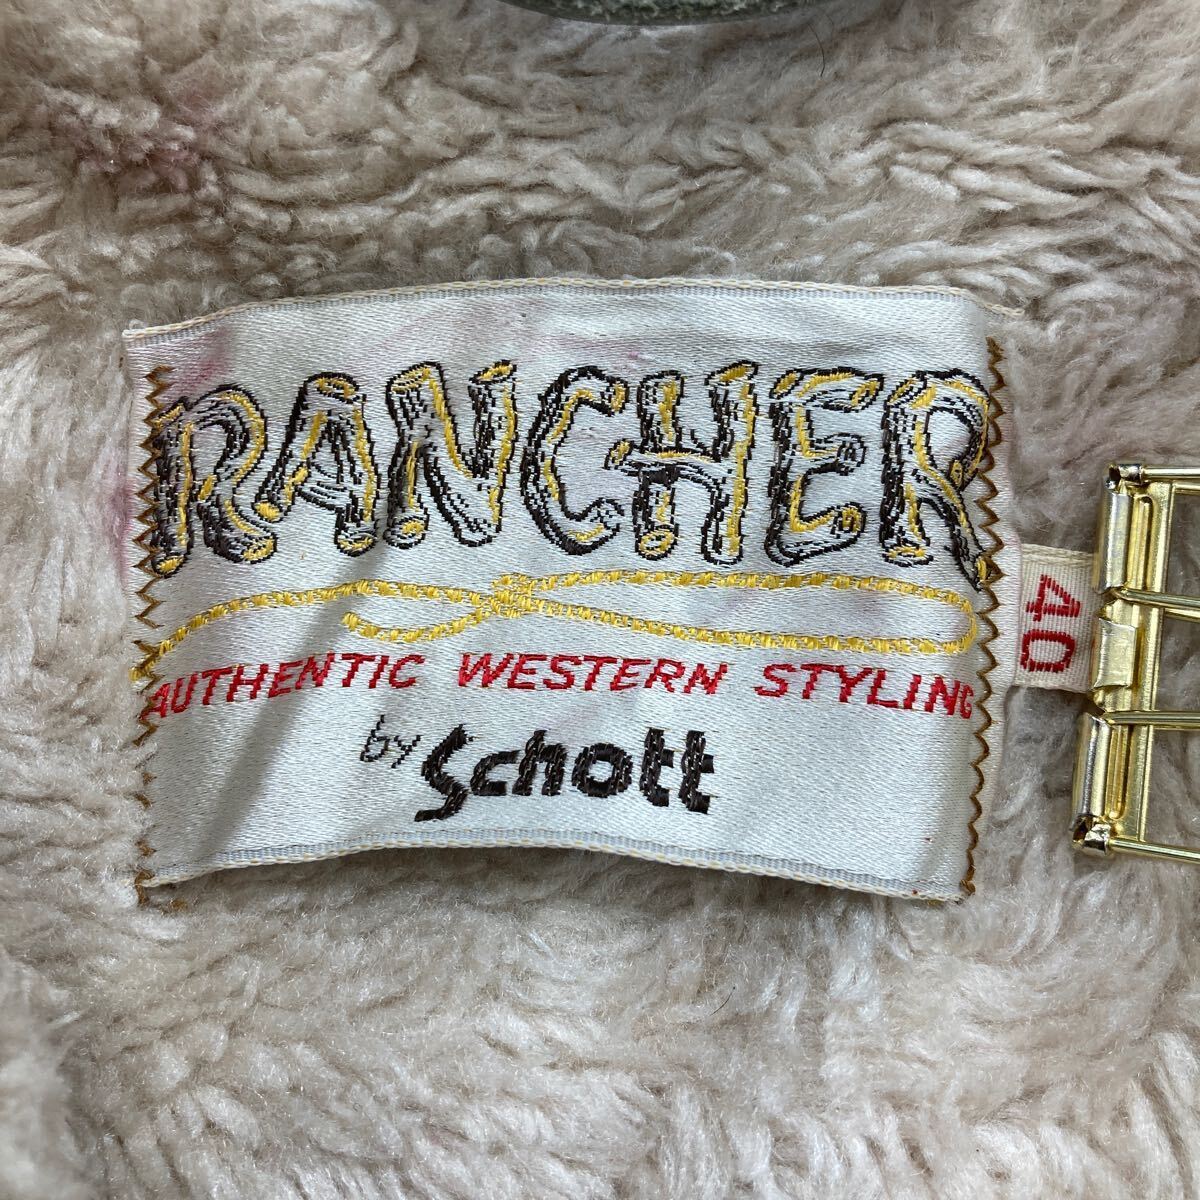 RANCHER
AUTHENTIC WESTERN STYLING
by Schott
40